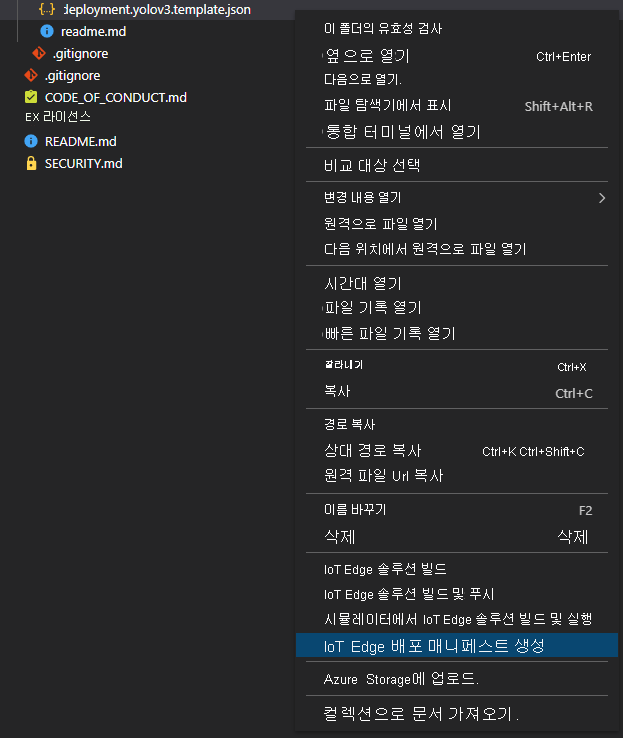 deployment.yolov3.template.json
readme.md
.gitignore
.gitignore
CODE_OF_CONDUCT.md
EX 라이선스
README.md
SECURITY.md
이 폴더의 유효성 검사
옆으로 열기 Ctrl+Enter
다음으로 열기.
파일 탐색기에서 표시 Shift+Alt+R
통합 터미널에서 열기
비교 대상 선택
변경 내용 열기
원격으로 파일 열기
다음 위치에서 원격으로 파일 열기
시간대 열기
파일 기록 열기
빠른 파일 기록 열기
잘라내기 Ctrl+X
복사 Ctrl+C
경로 복사
상대 경로 복사 Ctrl+K Ctrl+Shift+C
원격 파일 Url 복사
이름 바꾸기 F2
삭제 삭제
IoT Edge 솔루션 빌드
IoT Edge 솔루션 빌드 및 푸시
시뮬레이터에서 IoT Edge 솔루션 빌드 및 실행
IoT Edge 배포 매니페스트 생성
Azure Storage에 업로드.
컬렉션으로 문서 가져오기.